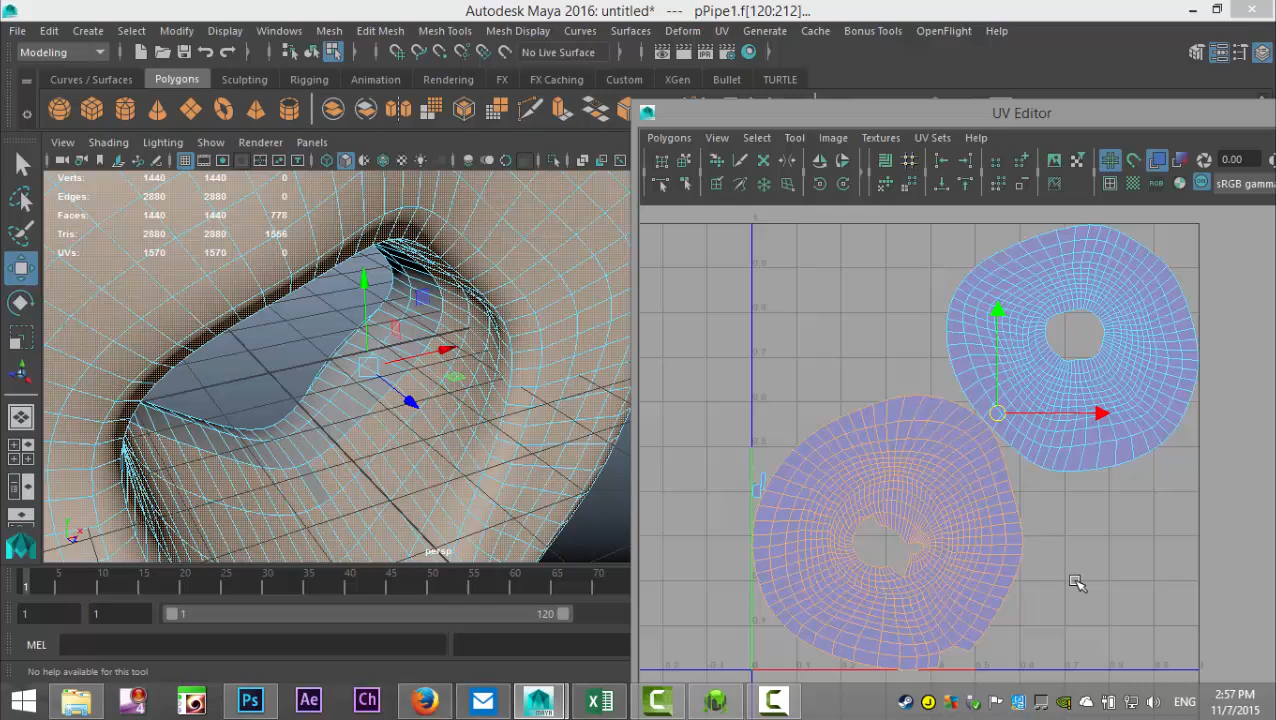 Autodesk Maya 2016: untitled* --- pPipe1.f[120:212]...
File Edit Create Select Modify Display Windows Mesh Edit Mesh Mesh Tools Mesh Display Curves Surfaces Deform UV Generate Cache Bonus Tools OpenFlight Help
Modeling No Live Surface
Curves / Surfaces Polygons Sculpting Rigging Animation Rendering FX FX Caching Custom XGen Bullet TURTLE
UV Editor
View Shading Lighting Show Renderer Panels
Polygons View Select Tool Image Textures UV Sets Help
0.00
sRGB gamma
Verts: 1440 1440 0
Edges: 2880 2880 0
Faces: 1440 1440 778
Tris: 2880 2880 1556
UVs: 1570 1570 0
persp
1 5 10 15 20 25 30 35 40 45 50 55 60 65 70
1 1 1 120
MEL
No help available for this tool
Ps Ae Ch
ENG
2:57 PM
11/7/2015